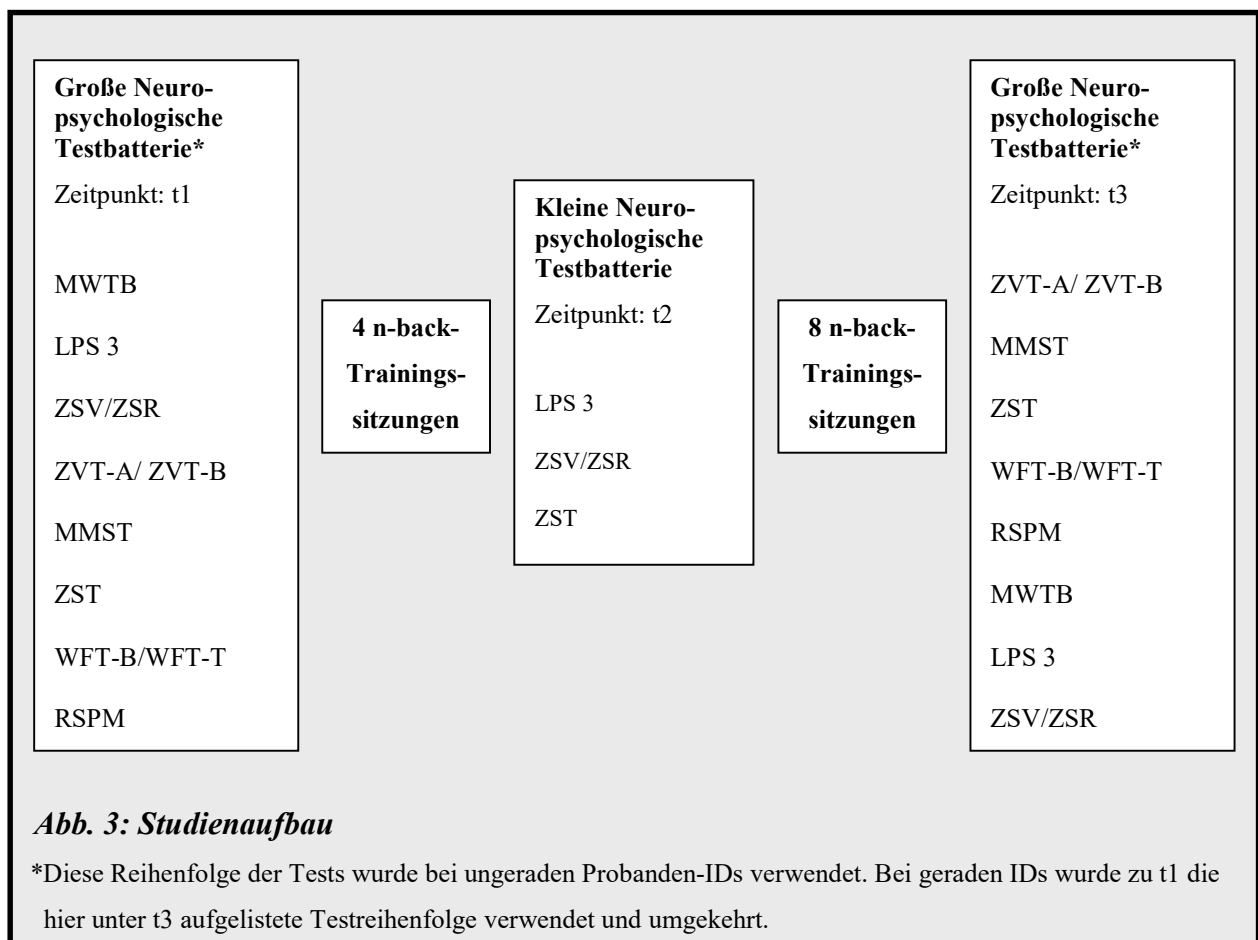 Große Neuro-
psychologische
Testbatterie*
Zeitpunkt: t1
MWTB
LPS 3
ZSV/ZSR
ZVT-A/ ZVT-B
MMST
ZST
WFT-B/WFT-T
RSPM
4 n-back-
Trainings-
sitzungen
Kleine Neuro-
psychologische
Testbatterie
Zeitpunkt: t2
LPS 3
ZSV/ZSR
ZST
8 n-back-
Trainings-
sitzungen
Große Neuro-
psychologische
Testbatterie*
Zeitpunkt: t3
ZVT-A/ ZVT-B
MMST
ZST
WFT-B/WFT-T
RSPM
MWTB
LPS 3
ZSV/ZSR
Abb. 3: Studienaufbau
*Diese Reihenfolge der Tests wurde bei ungeraden Probanden-IDs verwendet. Bei geraden IDs wurde zu t1 die
hier unter t3 aufgelistete Testreihenfolge verwendet und umgekehrt.